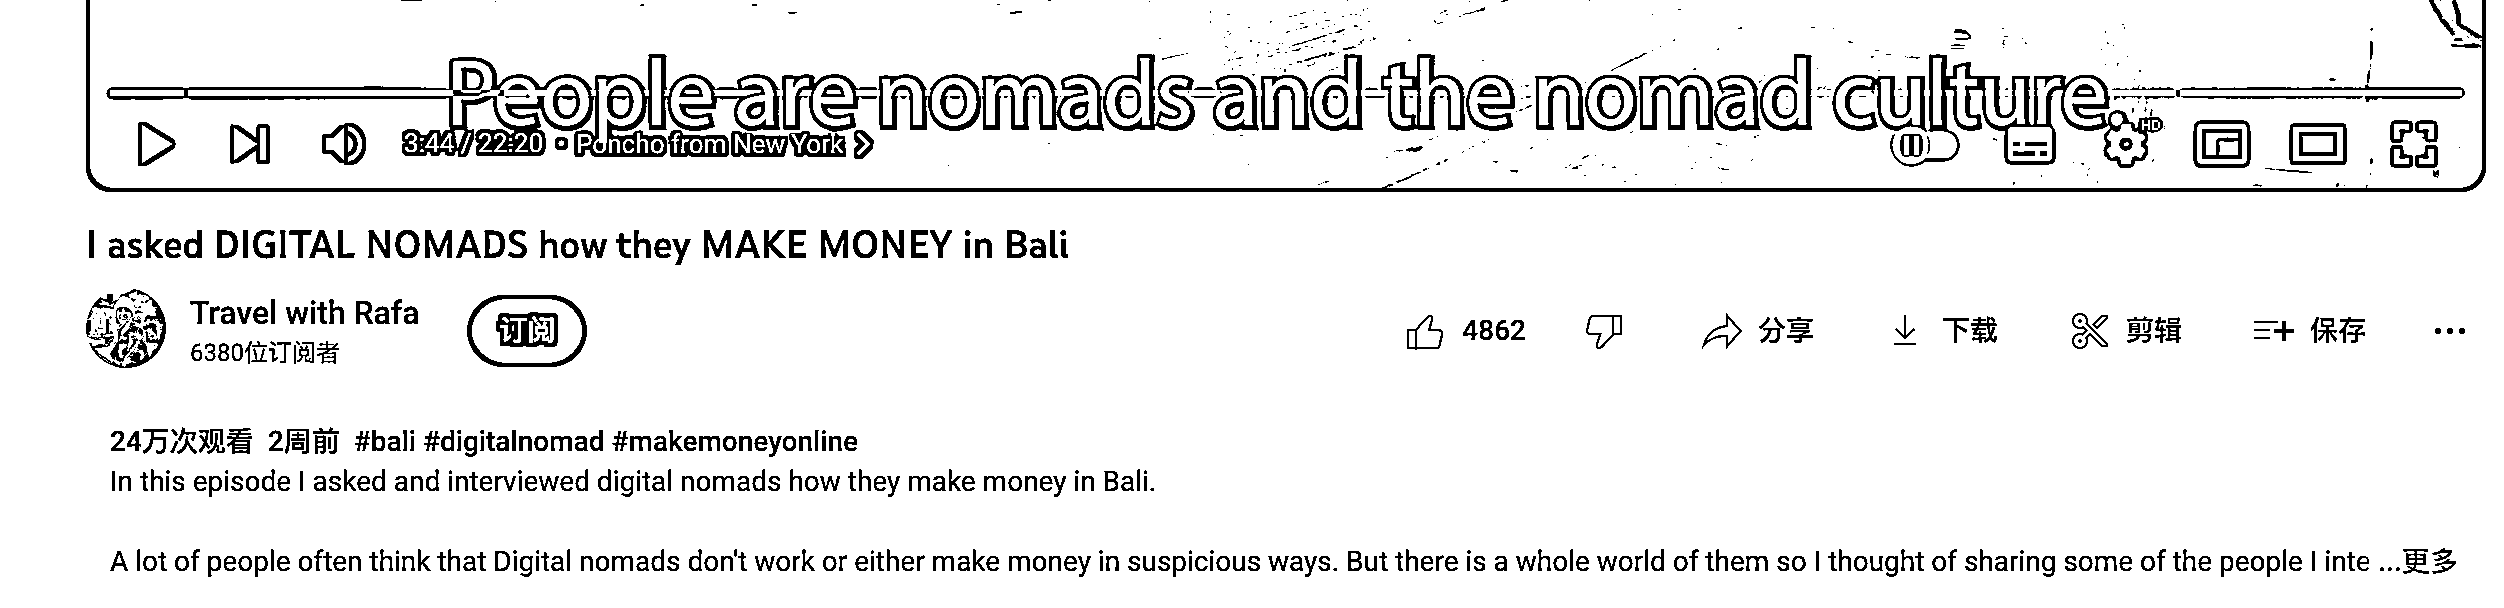 People are nomads and the nomad culture
3:44 / 22:20 • Poncho from New York
HD
I asked DIGITAL NOMADS how they MAKE MONEY in Bali
Travel with Rafa
6380位订阅者
订阅
4862
分享
下载
剪辑
保存
24万次观看 2周前 #bali #digitalnomad #makemoneyonline
In this episode I asked and interviewed digital nomads how they make money in Bali.
A lot of people often think that Digital nomads don't work or either make money in suspicious ways. But there is a whole world of them so I thought of sharing some of the people I inte ...更多